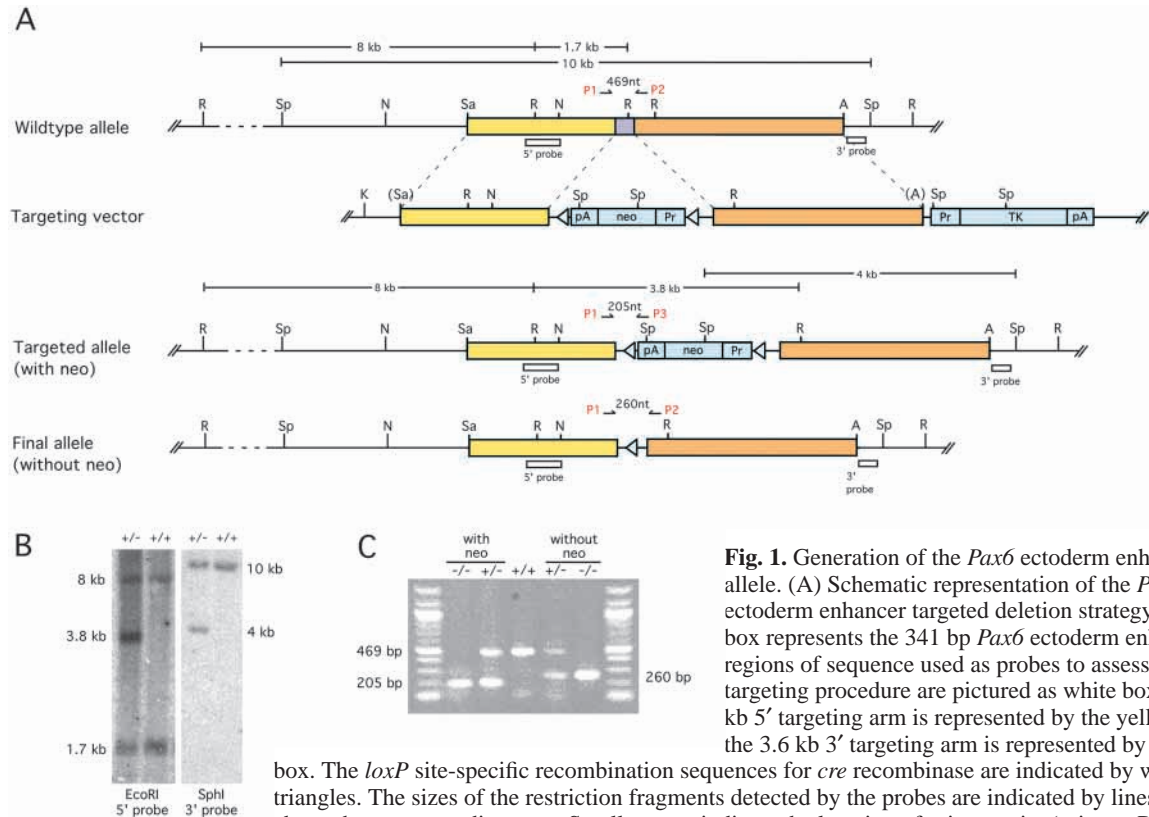 A
8 kb 1.7 kb
10 kb
469nt
P1 P2
R Sp N Sa R N R R A Sp R
Wildtype allele
5' probe 3' probe
K (Sa) R N Sp Sp R (A) Sp Sp
Targeting vector
pA neo Pr Pr TK pA
4 kb
8 kb 3.8 kb
205nt
P1 P3
R Sp N Sa R N Sp Sp R A Sp R
Targeted allele
(with neo)
pA neo Pr
5' probe 3' probe
260nt
P1 P2
R Sp N Sa R N R A Sp R
Final allele
(without neo)
5' probe 3'
probe
B
+/- +/+ +/- +/+
8 kb 10 kb
3.8 kb 4 kb
1.7 kb
EcoRI SphI
5' probe 3' probe
C
with without
neo neo
-/- +/- +/+ +/- -/-
469 bp
205 bp 260 bp
Fig. 1. Generation of the Pax6 ectoderm enh
allele. (A) Schematic representation of the P
ectoderm enhancer targeted deletion strategy
box represents the 341 bp Pax6 ectoderm enh
regions of sequence used as probes to assess
targeting procedure are pictured as white box
kb 5′ targeting arm is represented by the yell
the 3.6 kb 3′ targeting arm is represented by
box. The loxP site-specific recombination sequences for cre recombinase are indicated by w
triangles. The sizes of the restriction fragments detected by the probes are indicated by lines